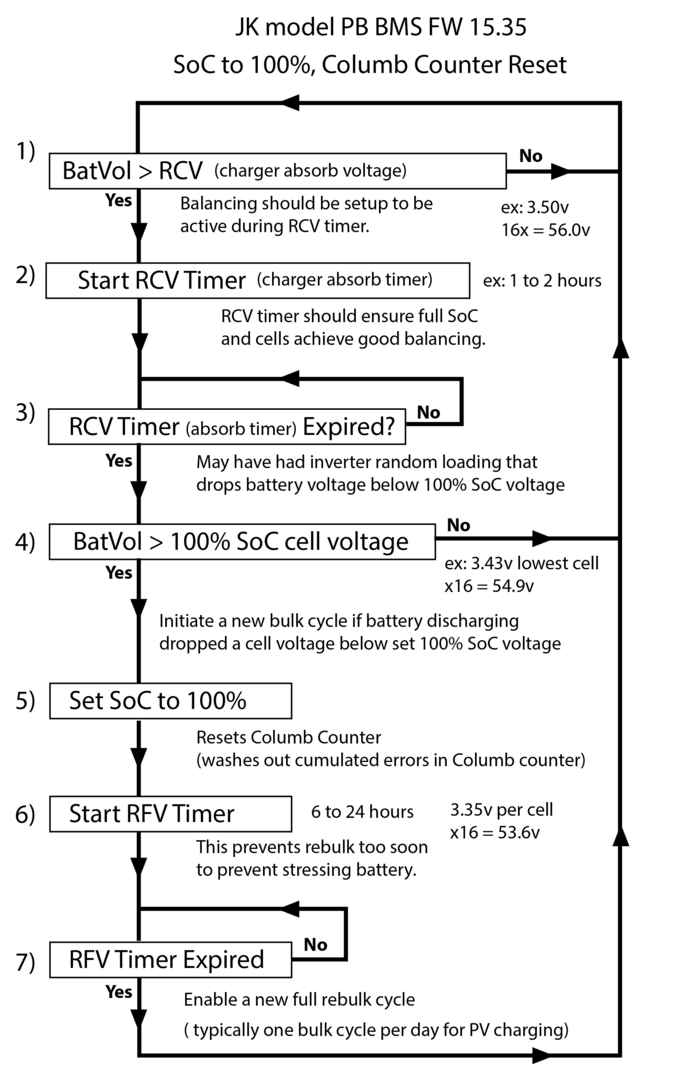 JK model PB BMS FW 15.35
SoC to 100%, Columb Counter Reset
1)
BatVol > RCV (charger absorb voltage)
No
Yes
Balancing should be setup to be
active during RCV timer.
ex: 3.50v
16x = 56.0v
2)
Start RCV Timer (charger absorb timer)
ex: 1 to 2 hours
RCV timer should ensure full SoC
and cells achieve good balancing.
3)
RCV Timer (absorb timer) Expired?
No
Yes
May have had inverter random loading that
drops battery voltage below 100% SoC voltage
4)
BatVol > 100% SoC cell voltage
No
Yes
ex: 3.43v lowest cell
x16 = 54.9v
Initiate a new bulk cycle if battery discharging
dropped a cell voltage below set 100% SoC voltage
5)
Set SoC to 100%
Resets Columb Counter
(washes out cumulated errors in Columb counter)
6)
Start RFV Timer
6 to 24 hours
3.35v per cell
x16 = 53.6v
This prevents rebulk too soon
to prevent stressing battery.
7)
RFV Timer Expired
No
Yes
Enable a new full rebulk cycle
( typically one bulk cycle per day for PV charging)